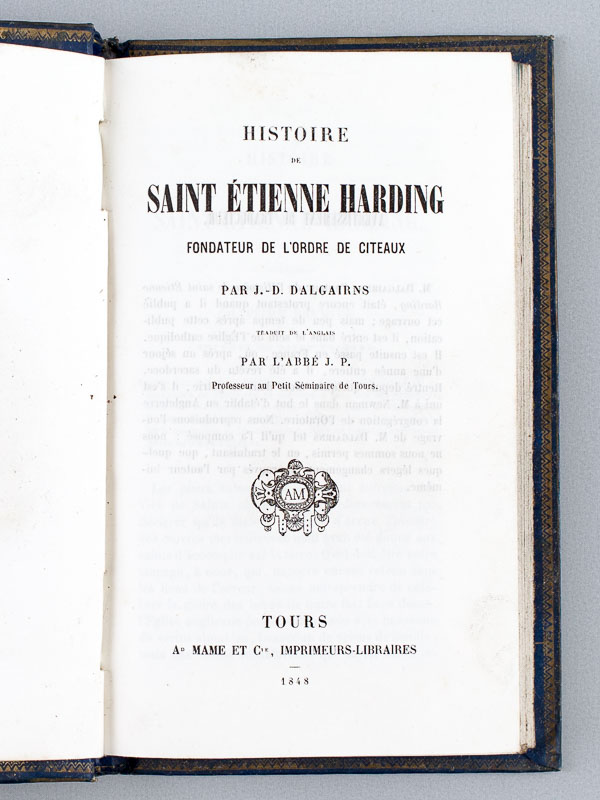 HISTOIRE
DE
SAINT ÉTIENNE HARDING
FONDATEUR DE L'ORDRE DE CITEAUX
PAR J.-D. DALGAIRNS
TRADUIT DE L'ANGLAIS
PAR L'ABBÉ J. P.
Professeur au Petit Séminaire de Tours.
AM
TOURS
Aᴅ MAME ET Cⁱᵉ, IMPRIMEURS-LIBRAIRES
1848